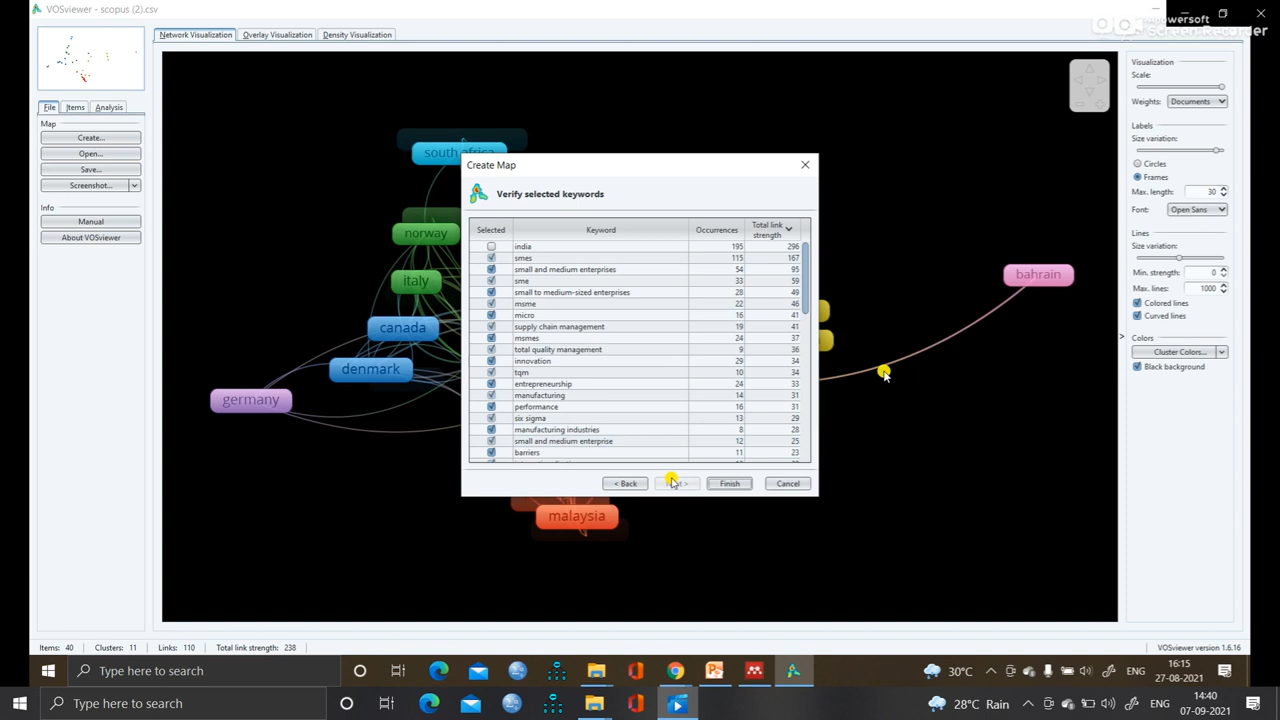 VOSviewer - scopus (2).csv
Apowersoft
Screen Recorder
Network Visualization Overlay Visualization Density Visualization
File Items Analysis
Map
Create...
Open...
Save...
Screenshot...
Info
Manual
About VOSviewer
south africa
norway
italy
canada
denmark
germany
malaysia
bahrain
Create Map
Verify selected keywords
Selected Keyword Occurrences Total link strength
india 195 296
smes 115 167
small and medium enterprises 54 95
sme 33 59
small to medium-sized enterprises 28 49
msme 22 46
micro 16 41
supply chain management 19 41
msmes 24 37
total quality management 9 36
innovation 29 34
tqm 10 34
entrepreneurship 24 33
manufacturing 14 31
performance 16 31
six sigma 13 29
manufacturing industries 8 28
small and medium enterprise 12 25
barriers 11 23
< Back Finish Cancel
Visualization
Scale:
Weights: Documents
Labels
Size variation:
Circles
Frames
Max. length: 30
Font: Open Sans
Lines
Size variation:
Min. strength: 0
Max. lines: 1000
Colored lines
Curved lines
>
Colors
Cluster Colors...
Black background
Items: 40 Clusters: 11 Links: 110 Total link strength: 238 VOSviewer version 1.6.16
Type here to search 30°C ENG 16:15
27-08-2021
Type here to search 28°C Rain ENG 14:40
07-09-2021